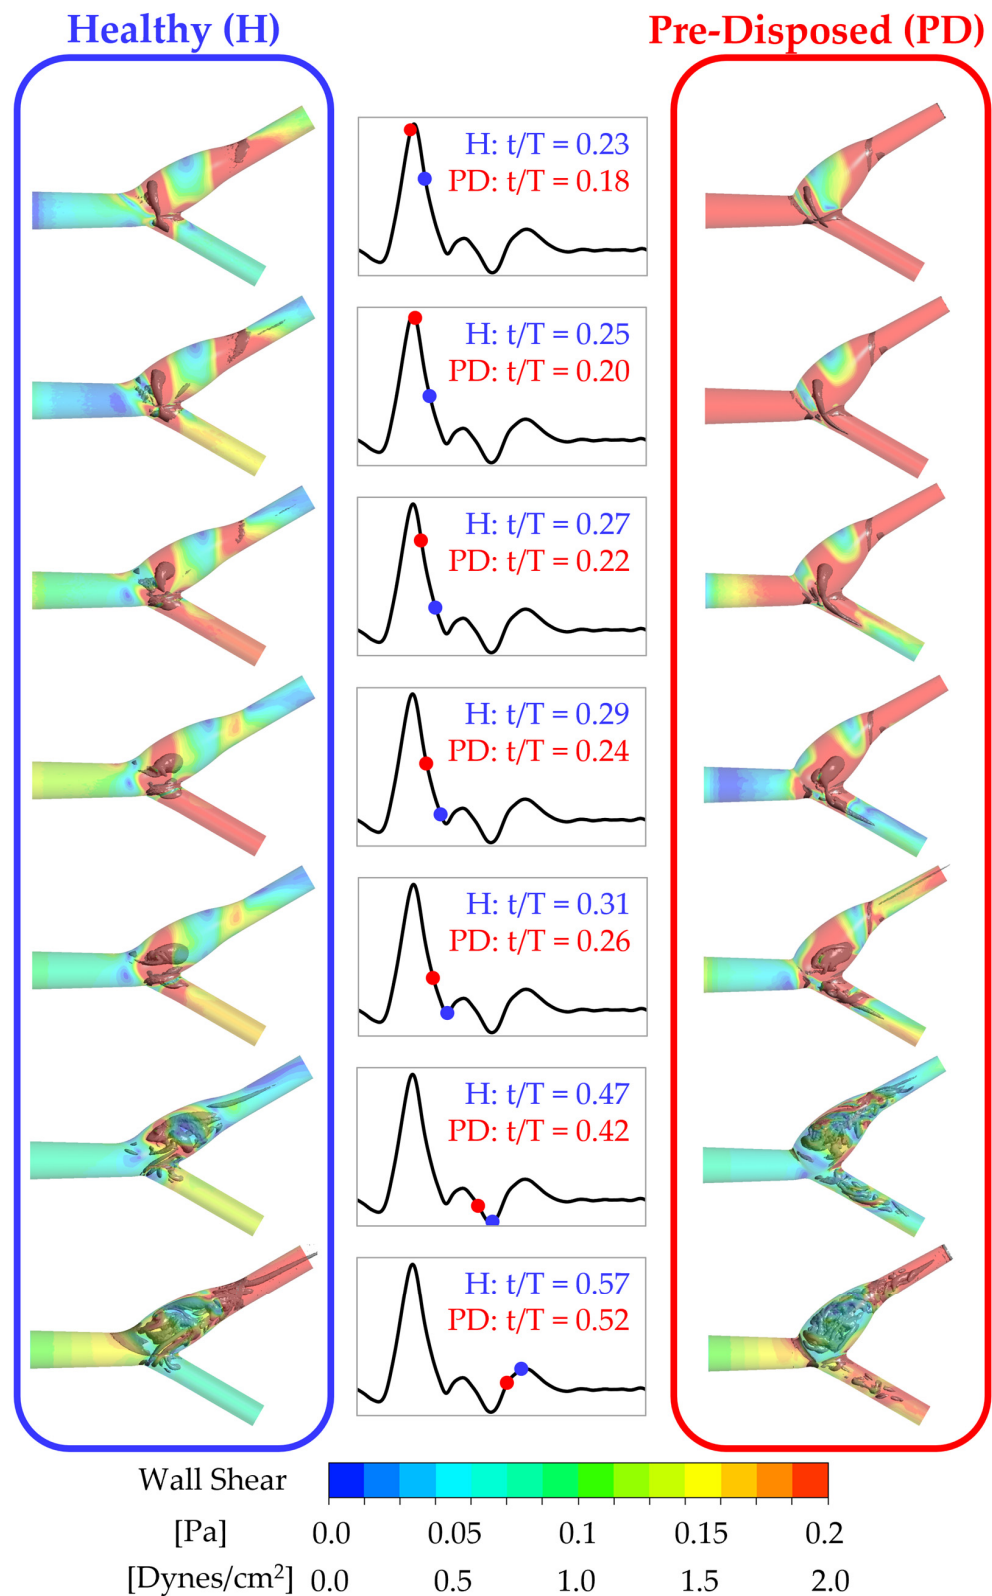 Healthy (H)
Pre-Disposed (PD)
H: t/T = 0.23
PD: t/T = 0.18
H: t/T = 0.25
PD: t/T = 0.20
H: t/T = 0.27
PD: t/T = 0.22
H: t/T = 0.29
PD: t/T = 0.24
H: t/T = 0.31
PD: t/T = 0.26
H: t/T = 0.47
PD: t/T = 0.42
H: t/T = 0.57
PD: t/T = 0.52
Wall Shear
[Pa] 0.0 0.05 0.1 0.15 0.2
[Dynes/cm²] 0.0 0.5 1.0 1.5 2.0